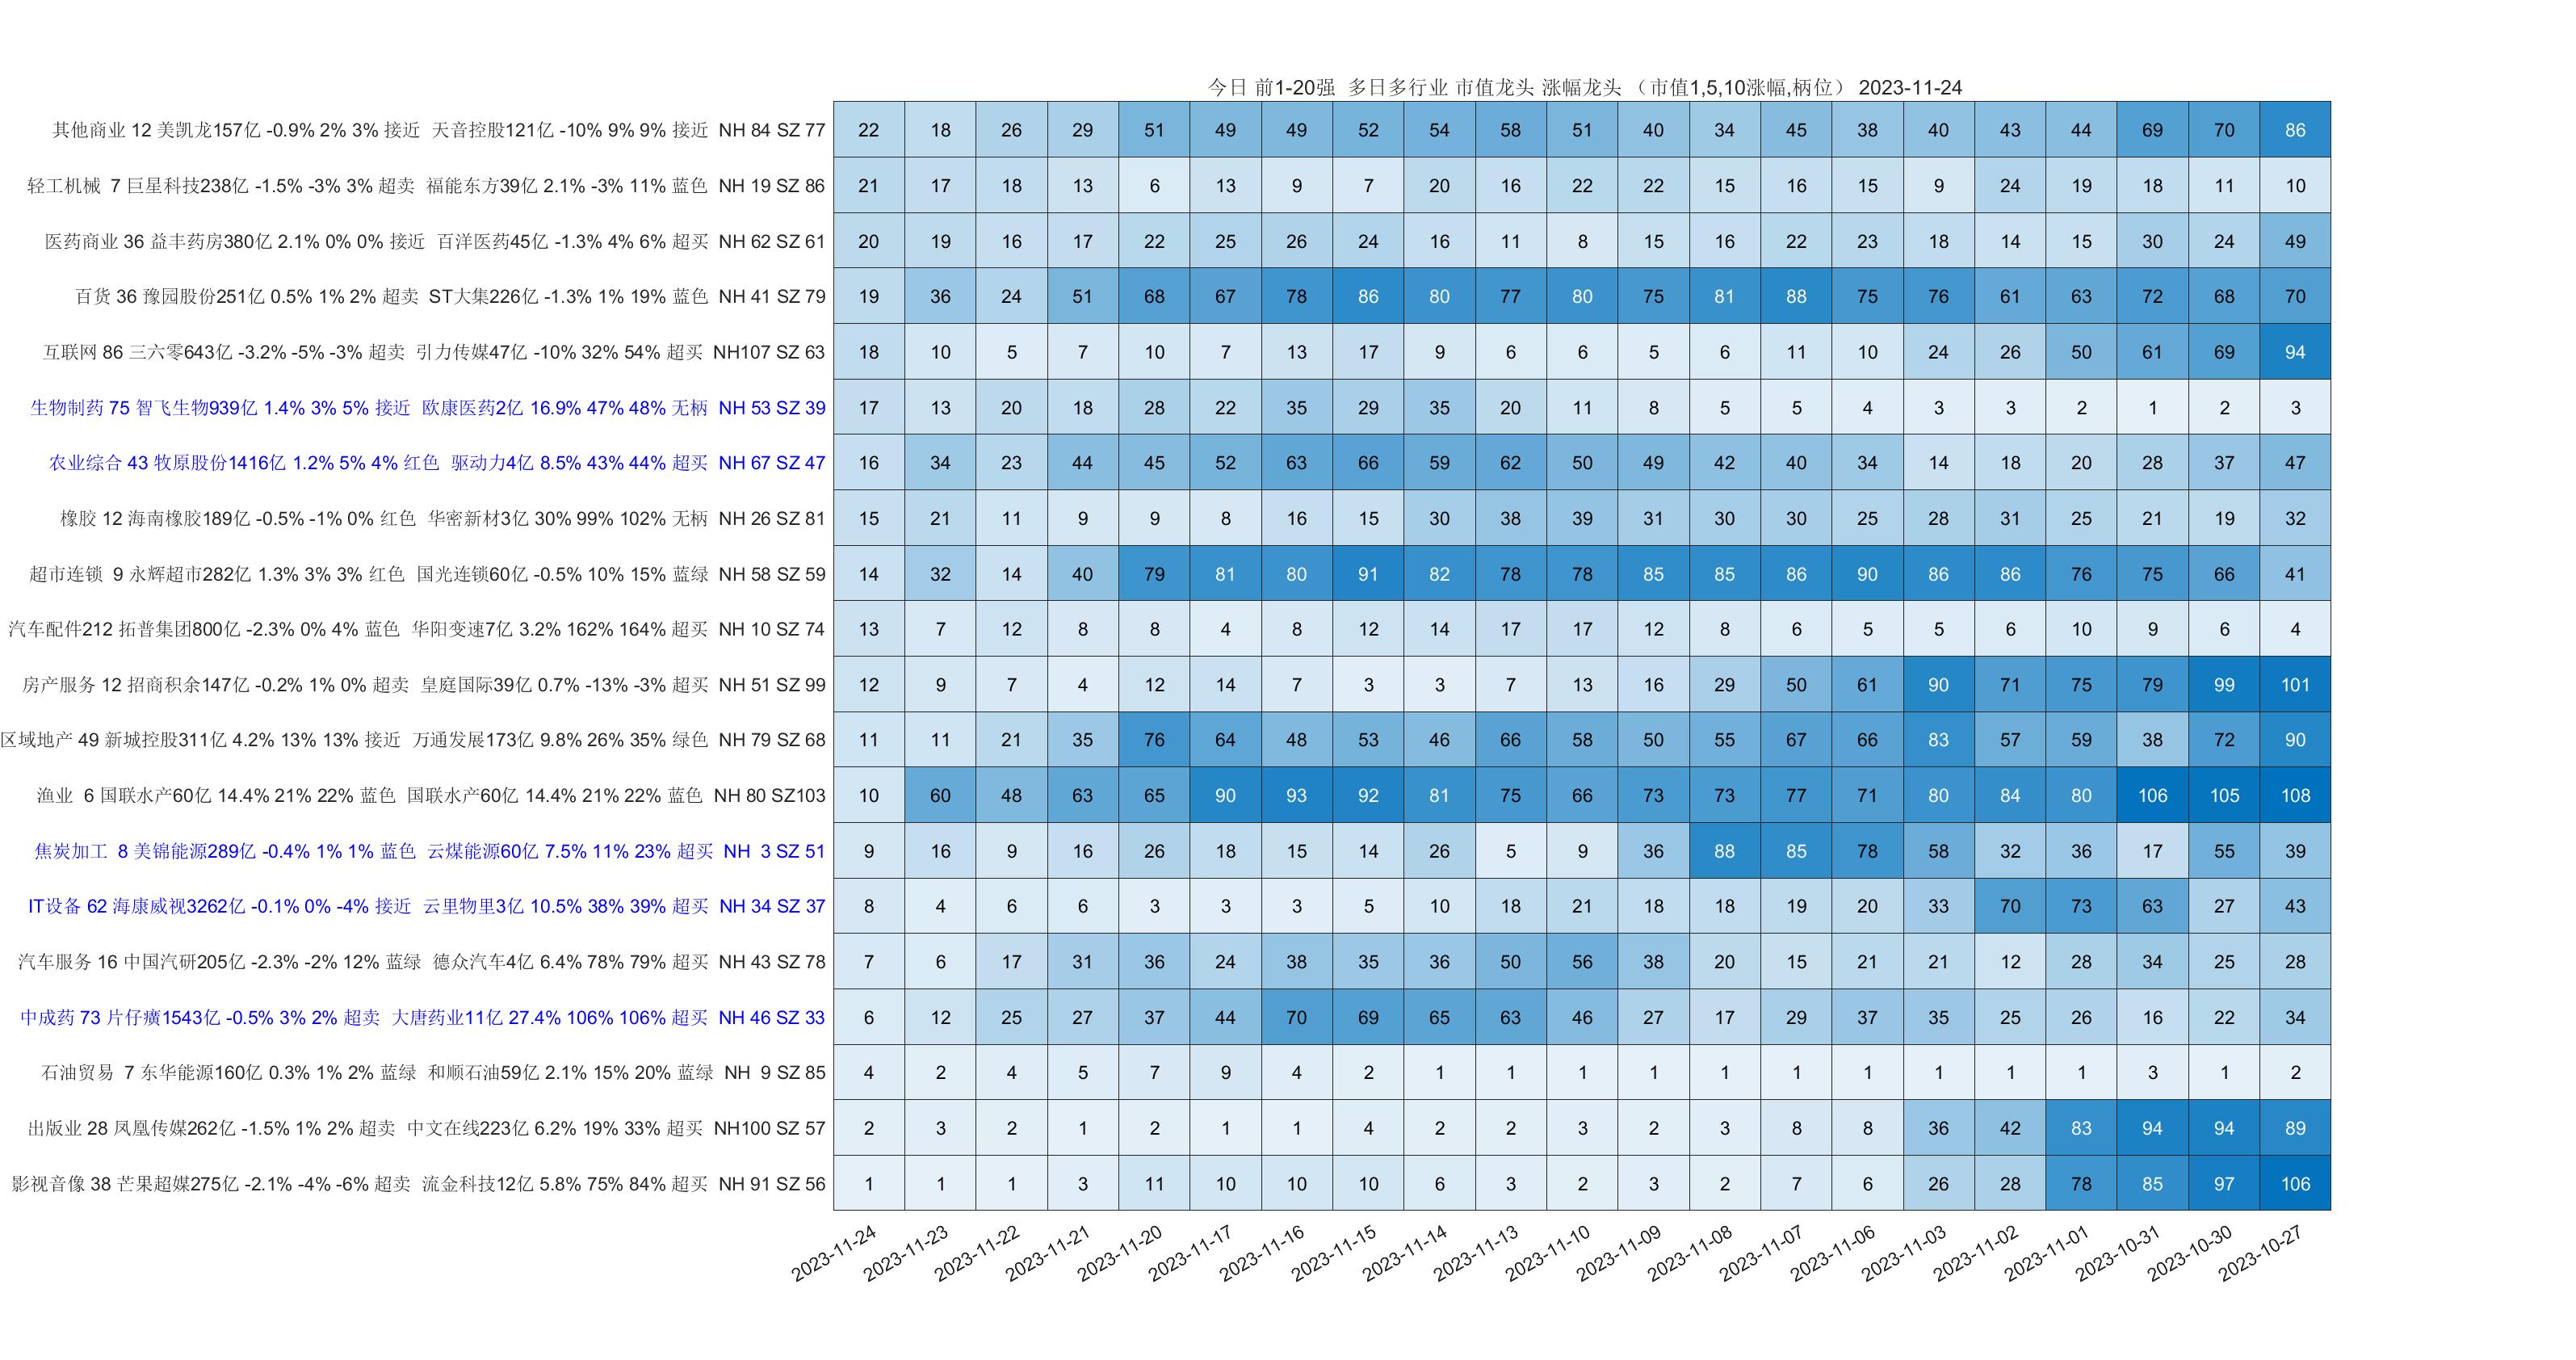 今日 前1-20强 多日多行业 市值龙头 涨幅龙头 （市值1,5,10涨幅,柄位） 2023-11-24
其他商业 12 美凯龙157亿 -0.9% 2% 3% 接近 天音控股121亿 -10% 9% 9% 接近 NH 84 SZ 77 22 18 26 29 51 49 49 52 54 58 51 40 34 45 38 40 43 44 69 70 86
轻工机械 7 巨星科技238亿 -1.5% -3% 3% 超卖 福能东方39亿 2.1% -3% 11% 蓝色 NH 19 SZ 86 21 17 18 13 6 13 9 7 20 16 22 22 15 16 15 9 24 19 18 11 10
医药商业 36 益丰药房380亿 2.1% 0% 0% 接近 百洋医药45亿 -1.3% 4% 6% 超买 NH 62 SZ 61 20 19 16 17 22 25 26 24 16 11 8 15 16 22 23 18 14 15 30 24 49
百货 36 豫园股份251亿 0.5% 1% 2% 超卖 ST大集226亿 -1.3% 1% 19% 蓝色 NH 41 SZ 79 19 36 24 51 68 67 78 86 80 77 80 75 81 88 75 76 61 63 72 68 70
互联网 86 三六零643亿 -3.2% -5% -3% 超卖 引力传媒47亿 -10% 32% 54% 超买 NH107 SZ 63 18 10 5 7 10 7 13 17 9 6 6 5 6 11 10 24 26 50 61 69 94
生物制药 75 智飞生物939亿 1.4% 3% 5% 接近 欧康医药2亿 16.9% 47% 48% 无柄 NH 53 SZ 39 17 13 20 18 28 22 35 29 35 20 11 8 5 5 4 3 3 2 1 2 3
农业综合 43 牧原股份1416亿 1.2% 5% 4% 红色 驱动力4亿 8.5% 43% 44% 超买 NH 67 SZ 47 16 34 23 44 45 52 63 66 59 62 50 49 42 40 34 14 18 20 28 37 47
橡胶 12 海南橡胶189亿 -0.5% -1% 0% 红色 华密新材3亿 30% 99% 102% 无柄 NH 26 SZ 81 15 21 11 9 9 8 16 15 30 38 39 31 30 30 25 28 31 25 21 19 32
超市连锁 9 永辉超市282亿 1.3% 3% 3% 红色 国光连锁60亿 -0.5% 10% 15% 蓝绿 NH 58 SZ 59 14 32 14 40 79 81 80 91 82 78 78 85 85 86 90 86 86 76 75 66 41
汽车配件212 拓普集团800亿 -2.3% 0% 4% 蓝色 华阳变速7亿 3.2% 162% 164% 超买 NH 10 SZ 74 13 7 12 8 8 4 8 12 14 17 17 12 8 6 5 5 6 10 9 6 4
房产服务 12 招商积余147亿 -0.2% 1% 0% 超卖 皇庭国际39亿 0.7% -13% -3% 超买 NH 51 SZ 99 12 9 7 4 12 14 7 3 3 7 13 16 29 50 61 90 71 75 79 99 101
区域地产 49 新城控股311亿 4.2% 13% 13% 接近 万通发展173亿 9.8% 26% 35% 绿色 NH 79 SZ 68 11 11 21 35 76 64 48 53 46 66 58 50 55 67 66 83 57 59 38 72 90
渔业 6 国联水产60亿 14.4% 21% 22% 蓝色 国联水产60亿 14.4% 21% 22% 蓝色 NH 80 SZ103 10 60 48 63 65 90 93 92 81 75 66 73 73 77 71 80 84 80 106 105 108
焦炭加工 8 美锦能源289亿 -0.4% 1% 1% 蓝色 云煤能源60亿 7.5% 11% 23% 超买 NH 3 SZ 51 9 16 9 16 26 18 15 14 26 5 9 36 88 85 78 58 32 36 17 55 39
IT设备 62 海康威视3262亿 -0.1% 0% -4% 接近 云里物里3亿 10.5% 38% 39% 超买 NH 34 SZ 37 8 4 6 6 3 3 3 5 10 18 21 18 18 19 20 33 70 73 63 27 43
汽车服务 16 中国汽研205亿 -2.3% -2% 12% 蓝绿 德众汽车4亿 6.4% 78% 79% 超买 NH 43 SZ 78 7 6 17 31 36 24 38 35 36 50 56 38 20 15 21 21 12 28 34 25 28
中成药 73 片仔癀1543亿 -0.5% 3% 2% 超卖 大唐药业11亿 27.4% 106% 106% 超买 NH 46 SZ 33 6 12 25 27 37 44 70 69 65 63 46 27 17 29 37 35 25 26 16 22 34
石油贸易 7 东华能源160亿 0.3% 1% 2% 蓝绿 和顺石油59亿 2.1% 15% 20% 蓝绿 NH 9 SZ 85 4 2 4 5 7 9 4 2 1 1 1 1 1 1 1 1 1 1 3 1 2
出版业 28 凤凰传媒262亿 -1.5% 1% 2% 超卖 中文在线223亿 6.2% 19% 33% 超买 NH100 SZ 57 2 3 2 1 2 1 1 4 2 2 3 2 3 8 8 36 42 83 94 94 89
影视音像 38 芒果超媒275亿 -2.1% -4% -6% 超卖 流金科技12亿 5.8% 75% 84% 超买 NH 91 SZ 56 1 1 1 3 11 10 10 10 6 3 2 3 2 7 6 26 28 78 85 97 106
2023-11-24 2023-11-23 2023-11-22 2023-11-21 2023-11-20 2023-11-17 2023-11-16 2023-11-15 2023-11-14 2023-11-13 2023-11-10 2023-11-09 2023-11-08 2023-11-07 2023-11-06 2023-11-03 2023-11-02 2023-11-01 2023-10-31 2023-10-30 2023-10-27